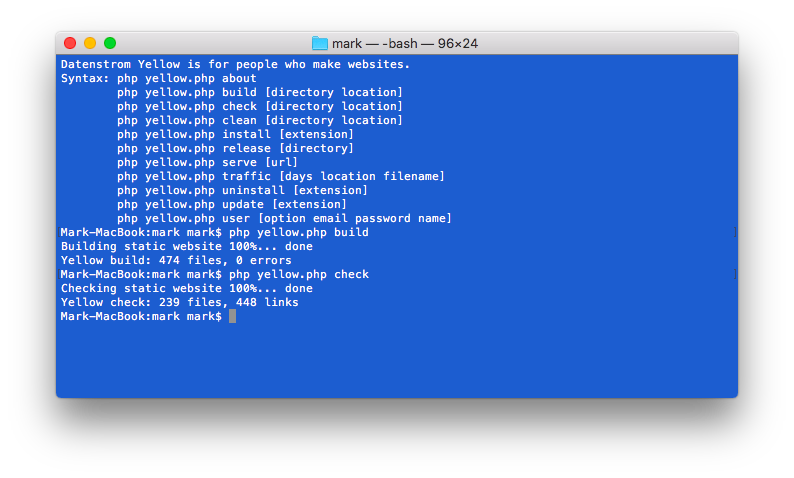 mark — -bash — 96×24
Datenstrom Yellow is for people who make websites.
Syntax: php yellow.php about
        php yellow.php build [directory location]
        php yellow.php check [directory location]
        php yellow.php clean [directory location]
        php yellow.php install [extension]
        php yellow.php release [directory]
        php yellow.php serve [url]
        php yellow.php traffic [days location filename]
        php yellow.php uninstall [extension]
        php yellow.php update [extension]
        php yellow.php user [option email password name]
Mark-MacBook:mark mark$ php yellow.php build
Building static website 100%... done
Yellow build: 474 files, 0 errors
Mark-MacBook:mark mark$ php yellow.php check
Checking static website 100%... done
Yellow check: 239 files, 448 links
Mark-MacBook:mark mark$